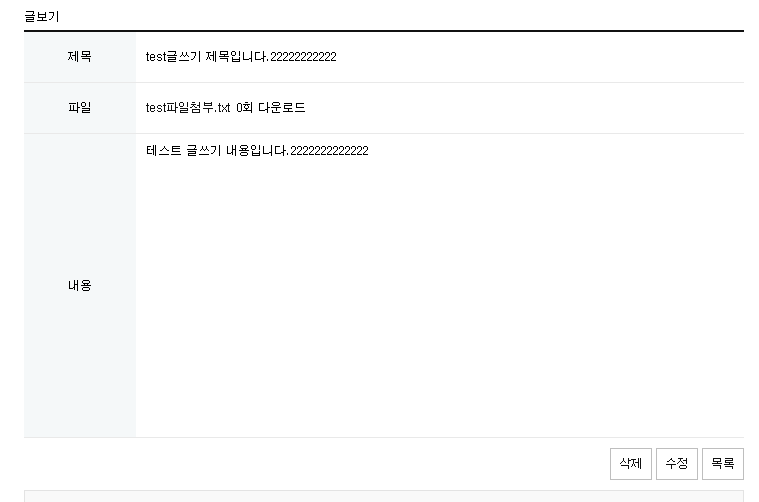 글보기
제목 test글쓰기 제목입니다.22222222222
파일 test파일첨부.txt 0회 다운로드
테스트 글쓰기 내용입니다.2222222222222
내용
삭제 수정 목록